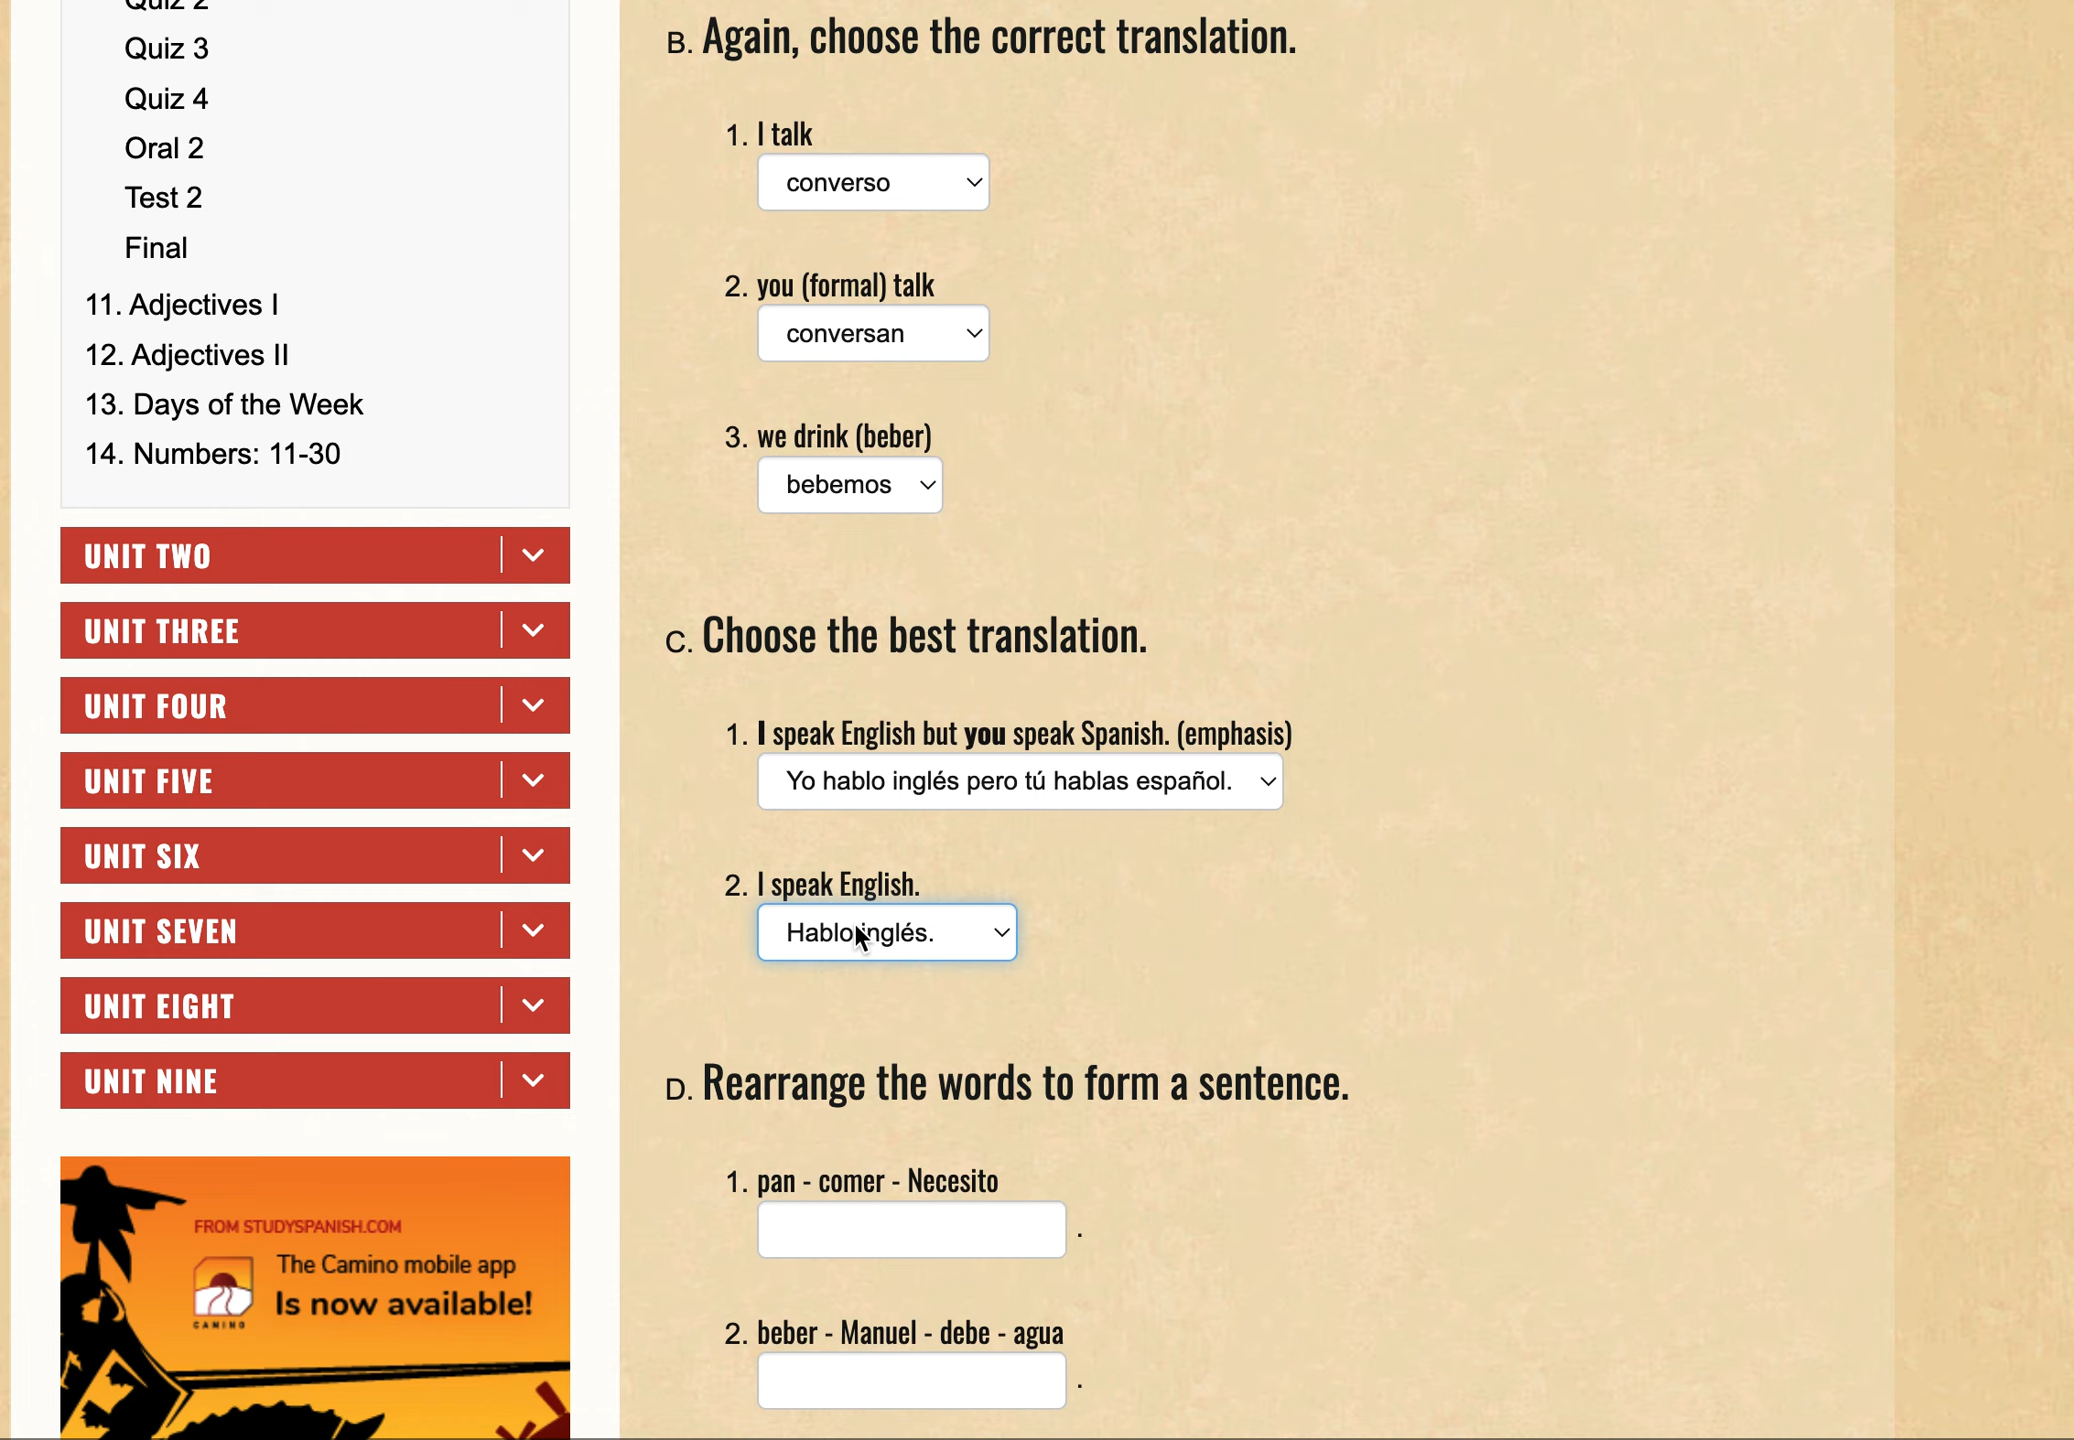 Quiz 2
Quiz 3
Quiz 4
Oral 2
Test 2
Final
11. Adjectives I
12. Adjectives II
13. Days of the Week
14. Numbers: 11-30
UNIT TWO
UNIT THREE
UNIT FOUR
UNIT FIVE
UNIT SIX
UNIT SEVEN
UNIT EIGHT
UNIT NINE
FROM STUDYSPANISH.COM
The Camino mobile app
Is now available!
CAMINO
B. Again, choose the correct translation.
1. I talk
converso
2. you (formal) talk
conversan
3. we drink (beber)
bebemos
C. Choose the best translation.
1. I speak English but you speak Spanish. (emphasis)
Yo hablo inglés pero tú hablas español.
2. I speak English.
Hablo inglés.
D. Rearrange the words to form a sentence.
1. pan - comer - Necesito
.
2. beber - Manuel - debe - agua
.